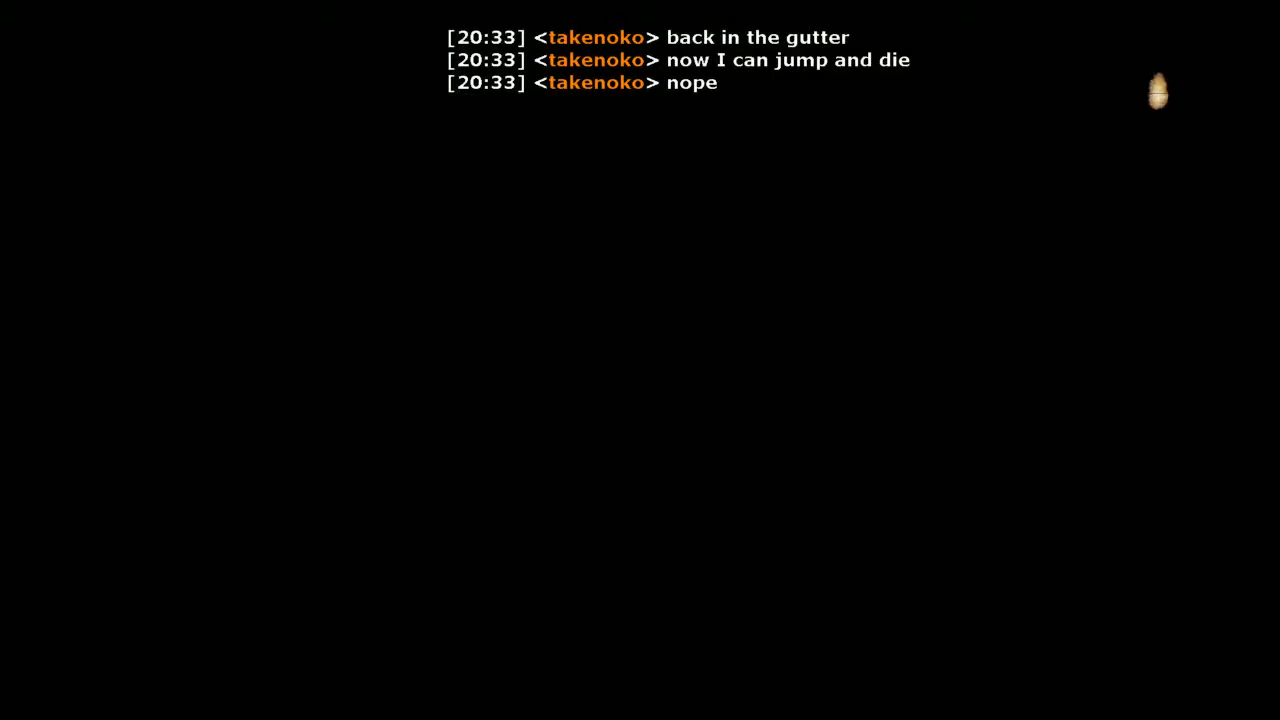 [20:33] <takenoko> back in the gutter
[20:33] <takenoko> now I can jump and die
[20:33] <takenoko> nope